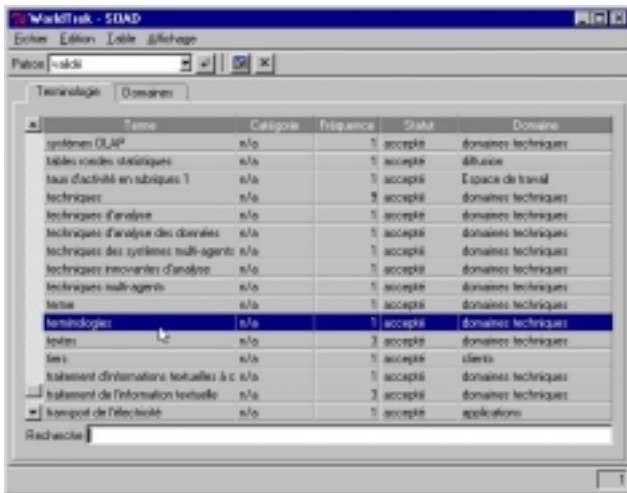 WorldTrek - SOAD
Fichier Edition Table Affichage
Patron validé
Terminologie Domaines
Terme Catégorie Fréquence Statut Domaine
systèmes OLAP n/a 1 accepté domaines techniques
tables rondes statistiques n/a 1 accepté diffusion
taux d'activité en rubriques 1 n/a 1 accepté Espace de travail
techniques n/a 9 accepté domaines techniques
techniques d'analyse n/a 1 accepté domaines techniques
techniques d'analyse des données n/a 1 accepté domaines techniques
techniques des systèmes multi-agents n/a 1 accepté domaines techniques
techniques innovantes d'analyse n/a 1 accepté domaines techniques
techniques multi-agents n/a 1 accepté domaines techniques
terme n/a 1 accepté domaines techniques
terminologies n/a 1 accepté domaines techniques
textes n/a 3 accepté domaines techniques
tiers n/a 1 accepté clients
traitement d'informations textuelles à c n/a 1 accepté domaines techniques
traitement de l'information textuelle n/a 3 accepté domaines techniques
transport de l'électricité n/a 1 accepté applications
Recherche
1